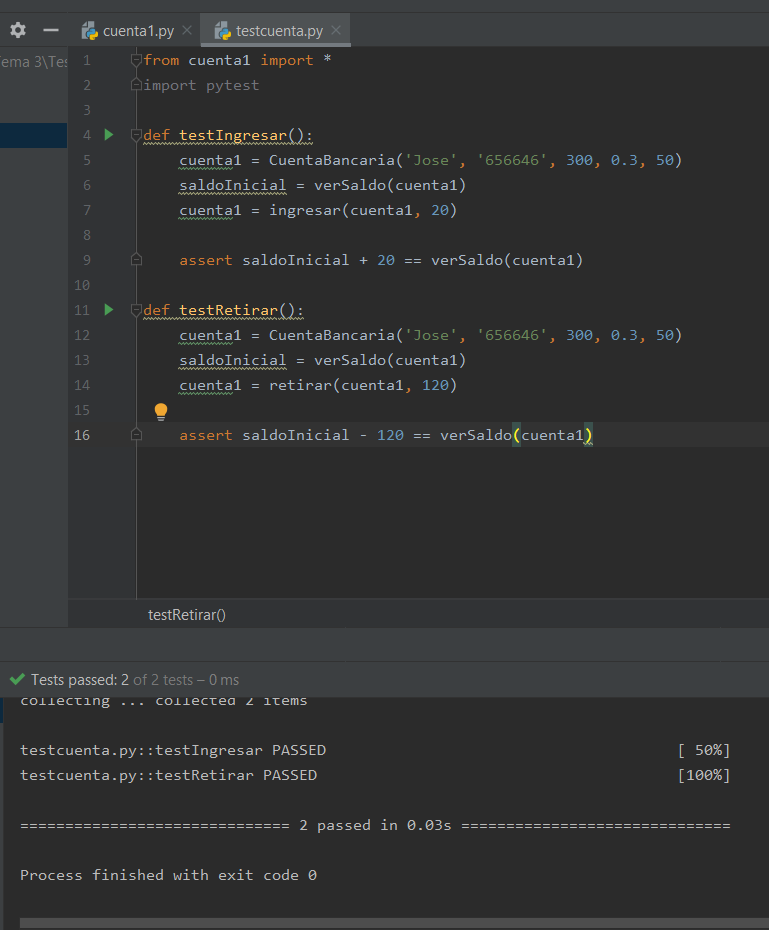 cuenta1.py
testcuenta.py
ema 3\Tes
1 from cuenta1 import *
2 import pytest
3
4 def testIngresar():
5 cuenta1 = CuentaBancaria('Jose', '656646', 300, 0.3, 50)
6 saldoInicial = verSaldo(cuenta1)
7 cuenta1 = ingresar(cuenta1, 20)
8
9 assert saldoInicial + 20 == verSaldo(cuenta1)
10
11 def testRetirar():
12 cuenta1 = CuentaBancaria('Jose', '656646', 300, 0.3, 50)
13 saldoInicial = verSaldo(cuenta1)
14 cuenta1 = retirar(cuenta1, 120)
15
16 assert saldoInicial - 120 == verSaldo(cuenta1)
testRetirar()
Tests passed: 2 of 2 tests – 0 ms
collecting ... collected 2 items
testcuenta.py::testIngresar PASSED [ 50%]
testcuenta.py::testRetirar PASSED [100%]
============================== 2 passed in 0.03s ==============================
Process finished with exit code 0